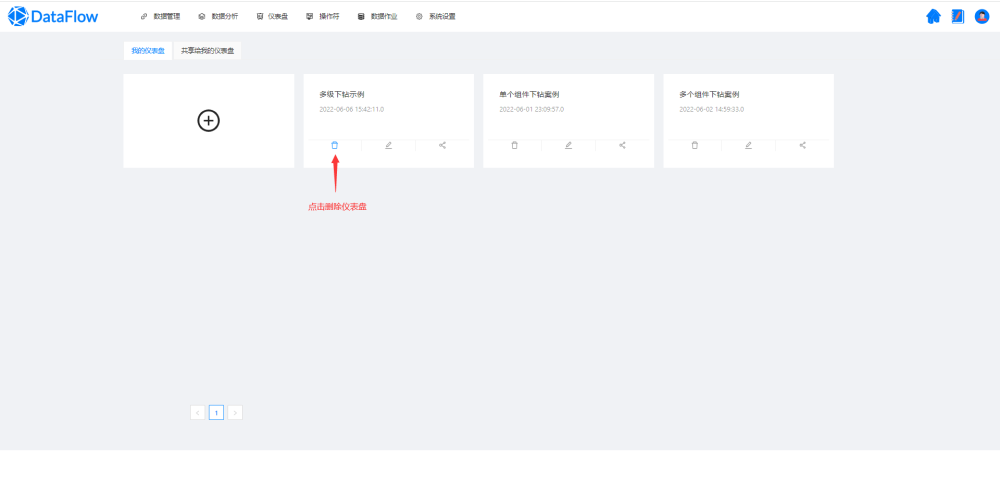 DataFlow 数据管理 数据分析 仪表盘 操作符 数据作业 系统设置
我的仪表盘 共享给我的仪表盘
多级下钻示例 单个组件下钻案例 多个组件下钻案例
2022-06-06 15:42:11.0 2022-06-01 23:09:57.0 2022-06-02 14:59:33.0
点击删除仪表盘
< 1 >